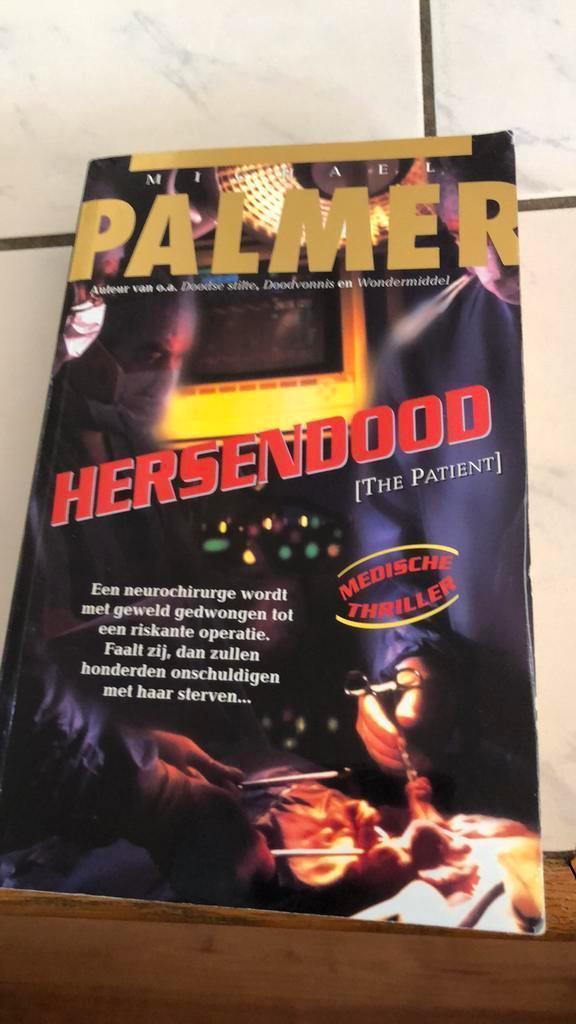 MICHAEL
PALMER
Auteur van o.a. Doodse stilte, Doodvonnis en Wondermiddel
HERSENDOOD
[THE PATIENT]
MEDISCHE
THRILLER
Een neurochirurge wordt
met geweld gedwongen tot
een riskante operatie.
Faalt zij, dan zullen
honderden onschuldigen
met haar sterven...